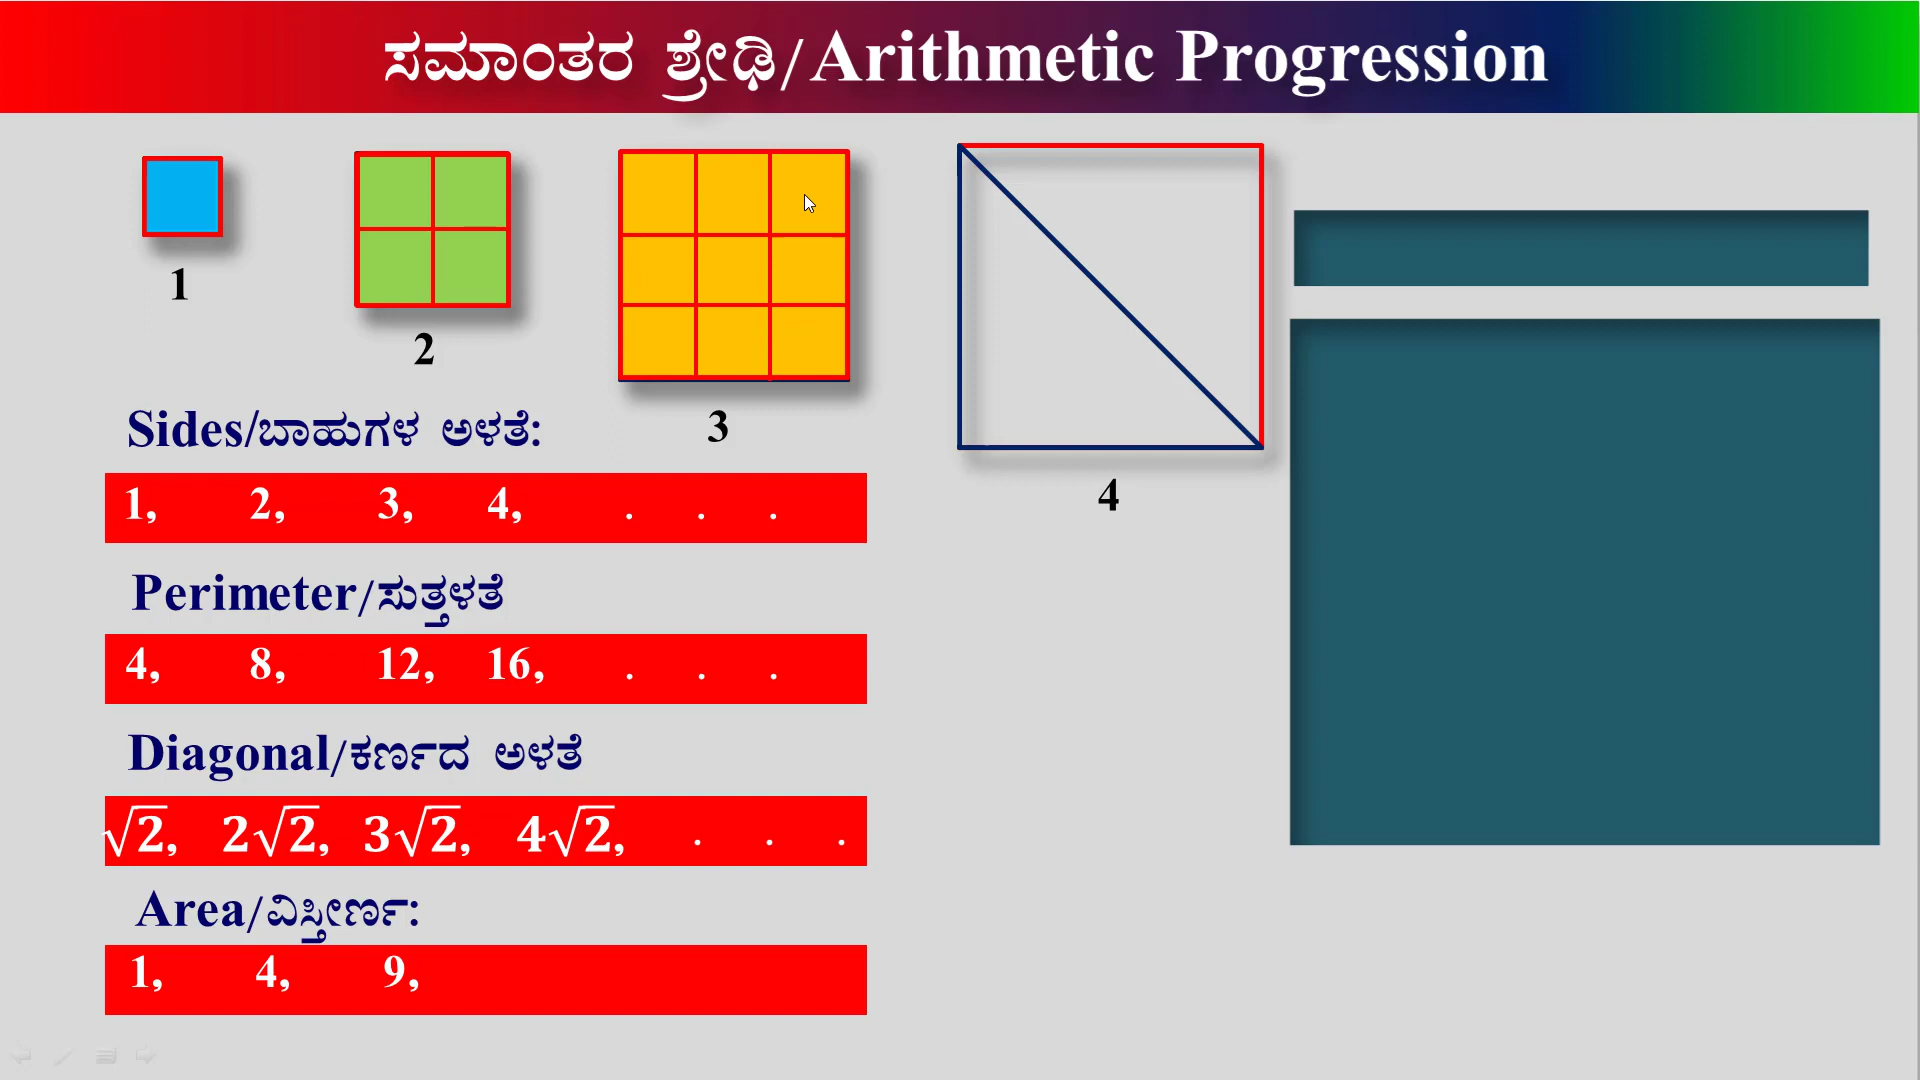 ಸಮಾಂತರ ಶ್ರೇಢಿ/Arithmetic Progression
1
2
3
4
Sides/ಬಾಹುಗಳ ಅಳತೆ:
1, 2, 3, 4, . . .
Perimeter/ಸುತ್ತಳತೆ
4, 8, 12, 16, . . .
Diagonal/ಕರ್ಣದ ಅಳತೆ
√2, 2√2, 3√2, 4√2, . . .
Area/ವಿಸ್ತೀರ್ಣ:
1, 4, 9,